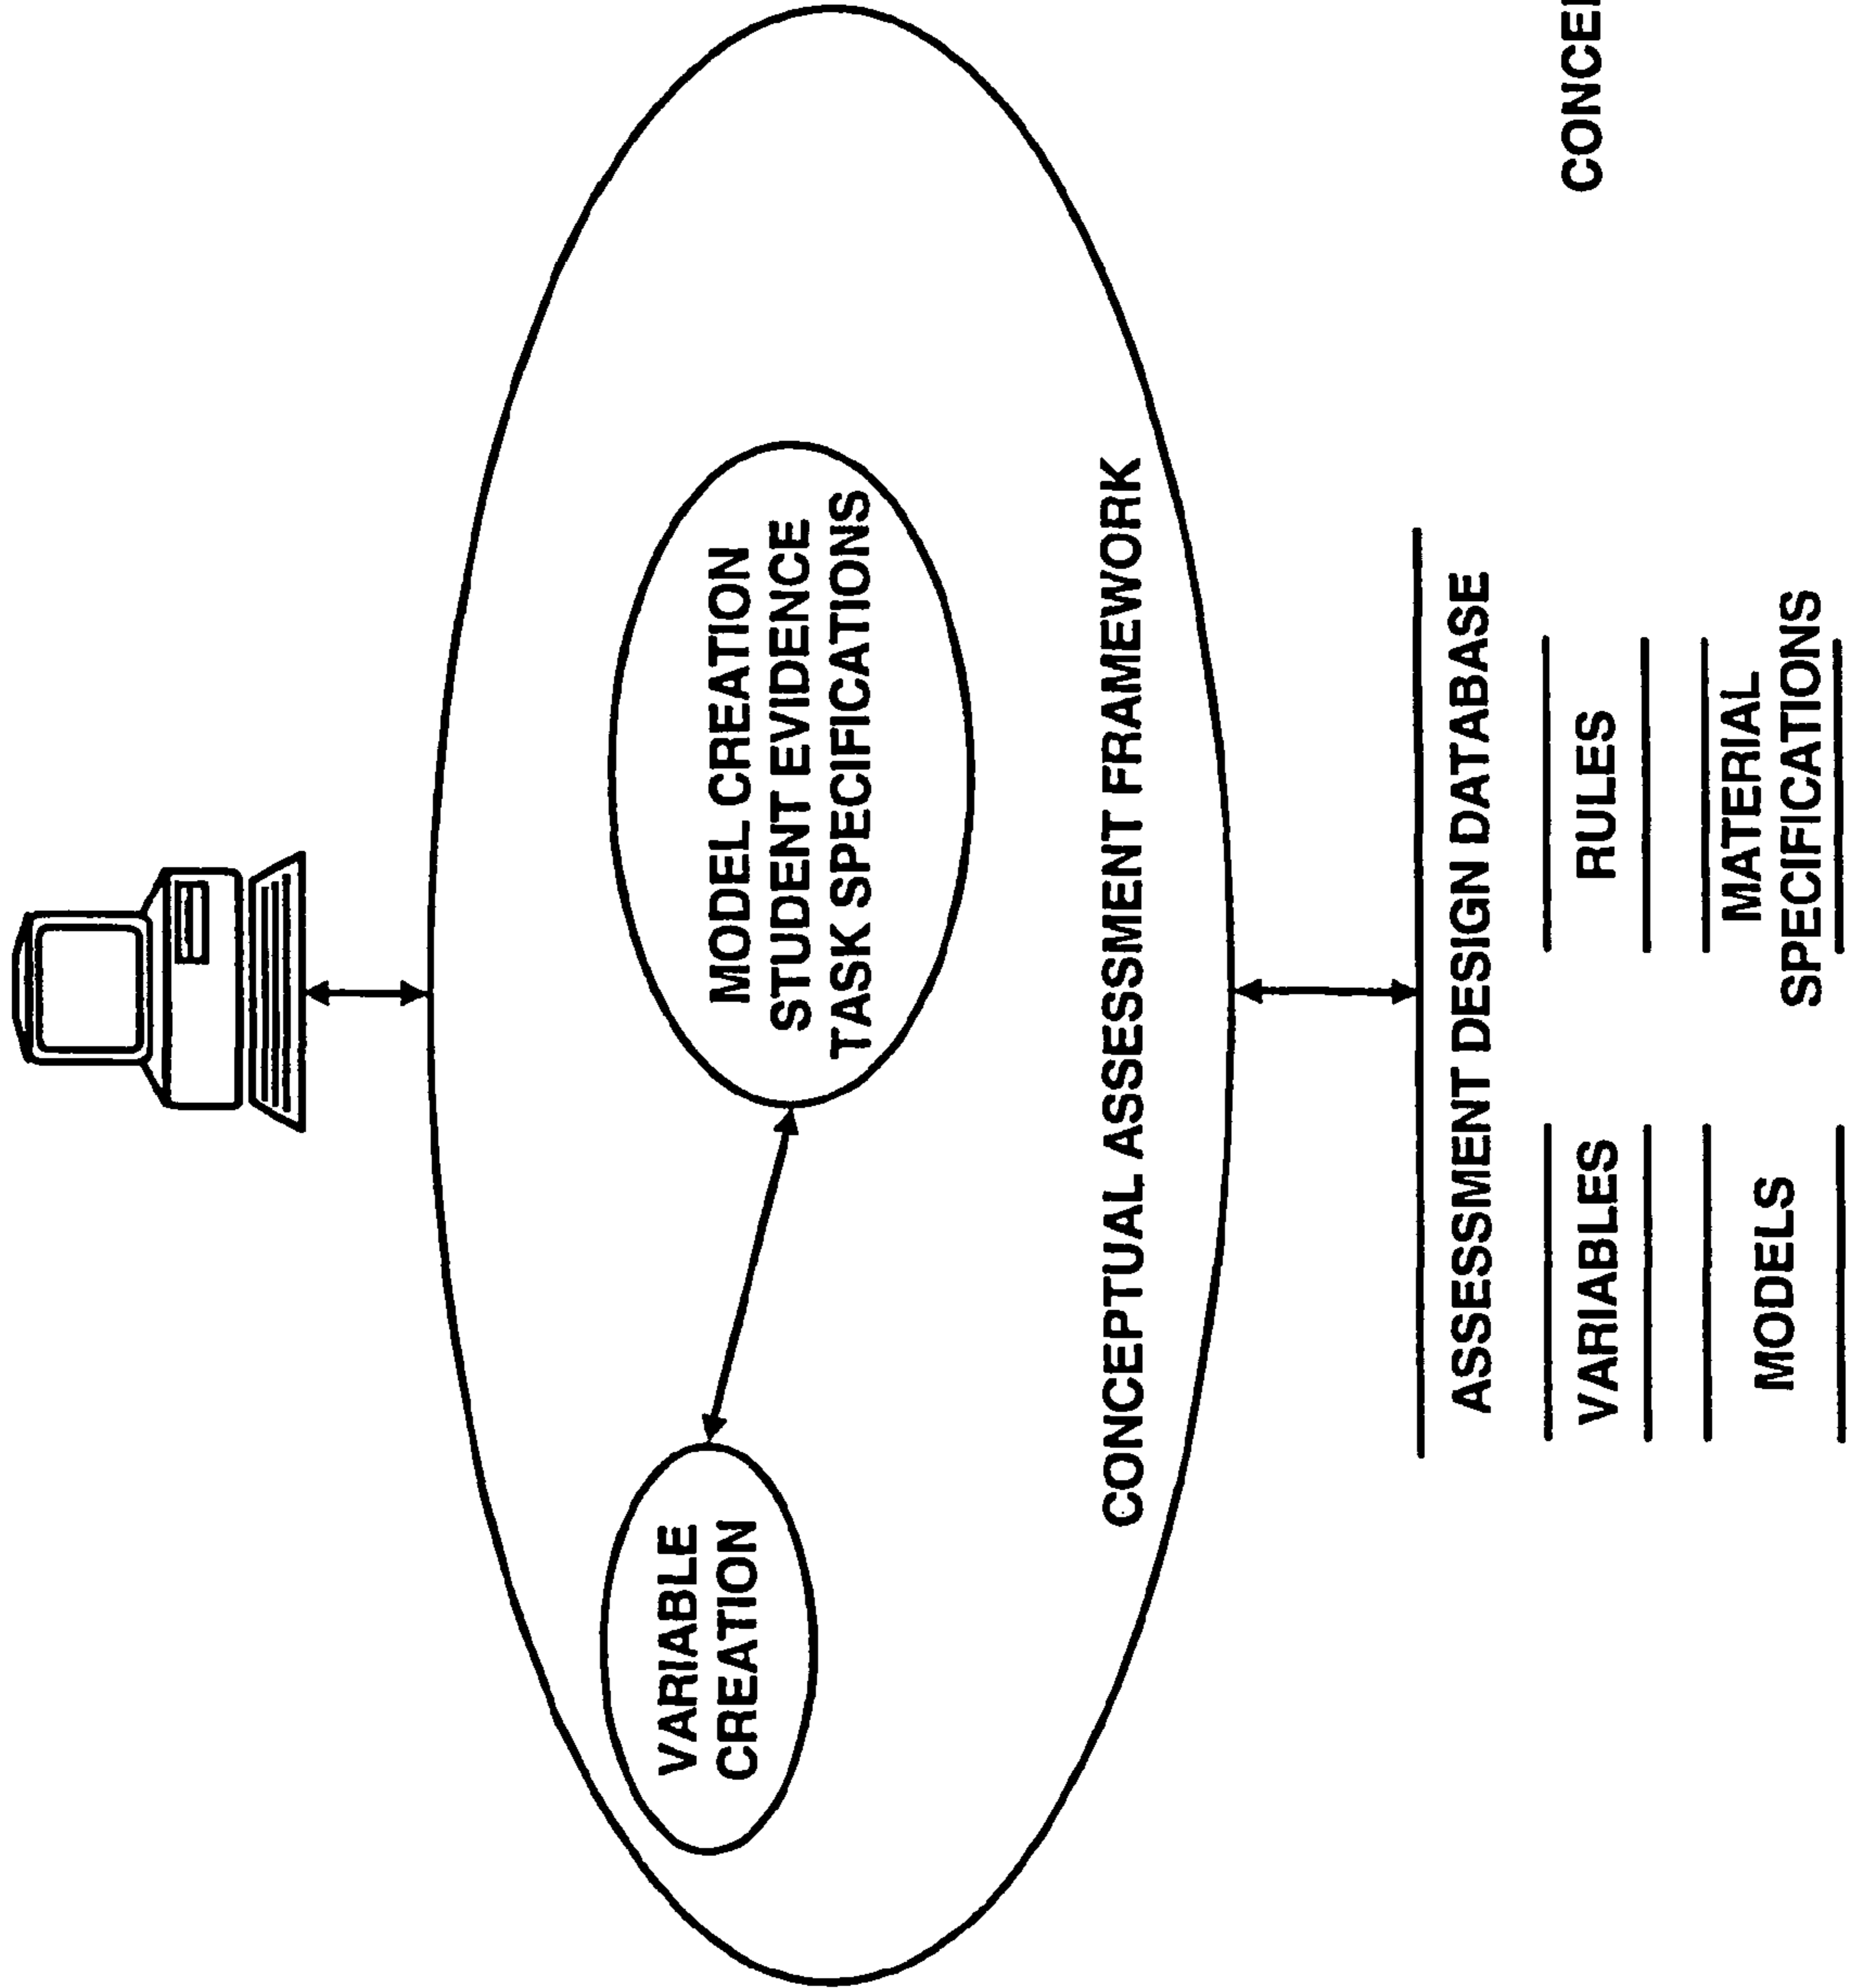 VARIABLE
CREATION
MODEL CREATION
STUDENT EVIDENCE
TASK SPECIFICATIONS
CONCEPTUAL ASSESSMENT FRAMEWORK
ASSESSMENT DESIGN DATABASE
VARIABLES
RULES
MODELS
MATERIAL
SPECIFICATIONS